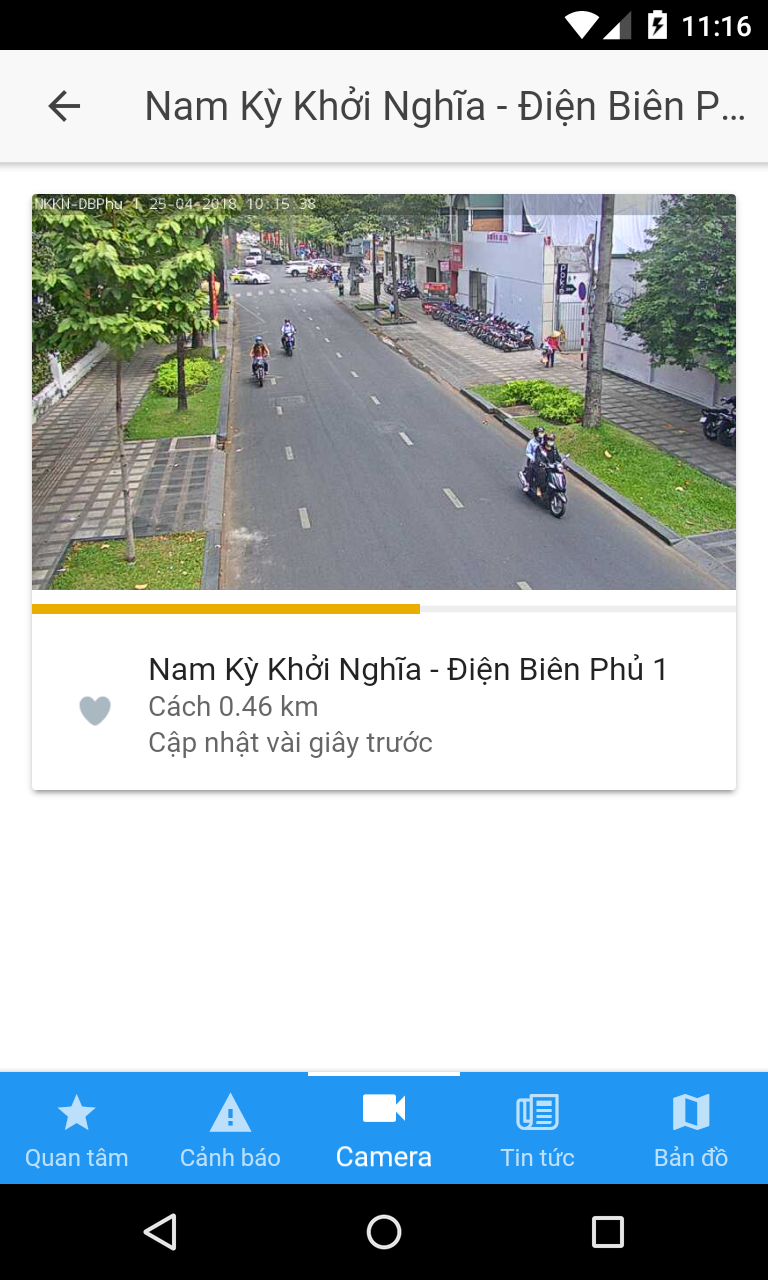 11:16
Nam Kỳ Khởi Nghĩa - Điện Biên P...
NKKN-DBPhu 1 25-04-2018 10:15:38
Nam Kỳ Khởi Nghĩa - Điện Biên Phủ 1
Cách 0.46 km
Cập nhật vài giây trước
Quan tâm
Cảnh báo
Camera
Tin tức
Bản đồ